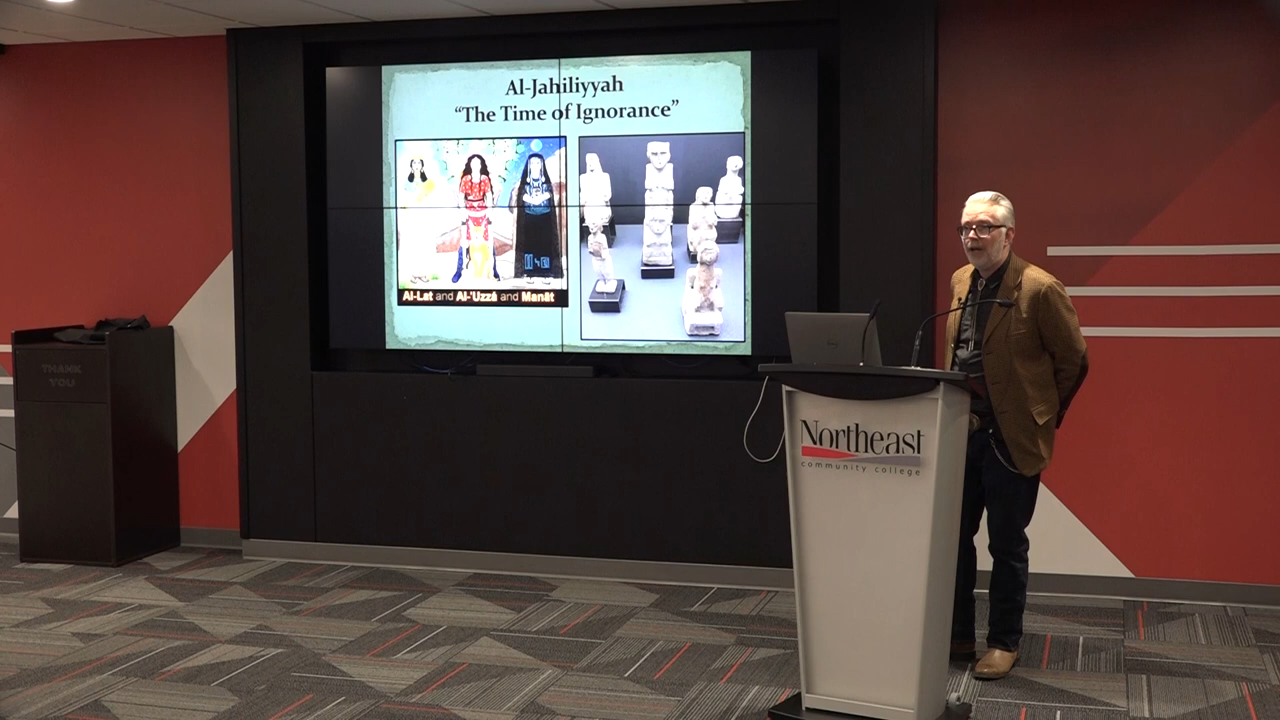 Al-Jahiliyyah
“The Time of Ignorance”
Al-Lat and Al-'Uzzá and Manāt
THANK
YOU
Northeast
community college